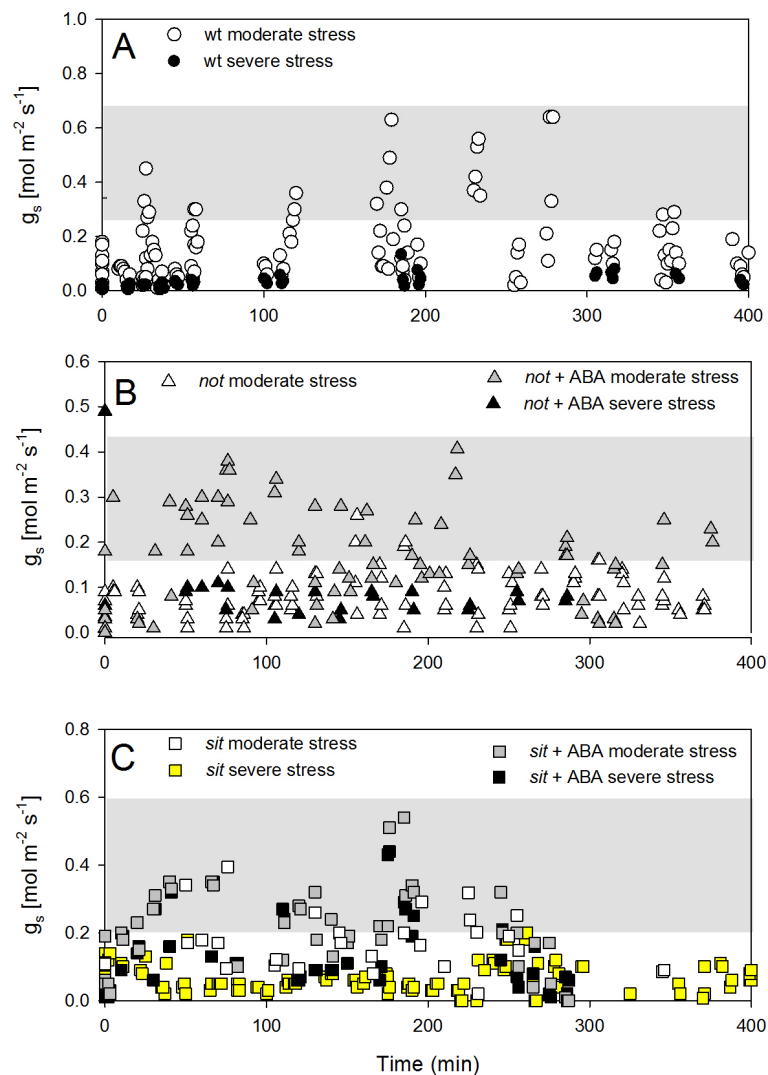 A
wt moderate stress
wt severe stress
1.0
0.8
0.6
0.4
0.2
0.0
gs [mol m-2 s-1]
0 100 200 300 400
B
not moderate stress
not + ABA moderate stress
not + ABA severe stress
0.6
0.5
0.4
0.3
0.2
0.1
0.0
gs [mol m-2 s-1]
0 100 200 300 400
C
sit moderate stress
sit severe stress
sit + ABA moderate stress
sit + ABA severe stress
0.8
0.6
0.4
0.2
0.0
gs [mol m-2 s-1]
0 100 200 300 400
Time (min)